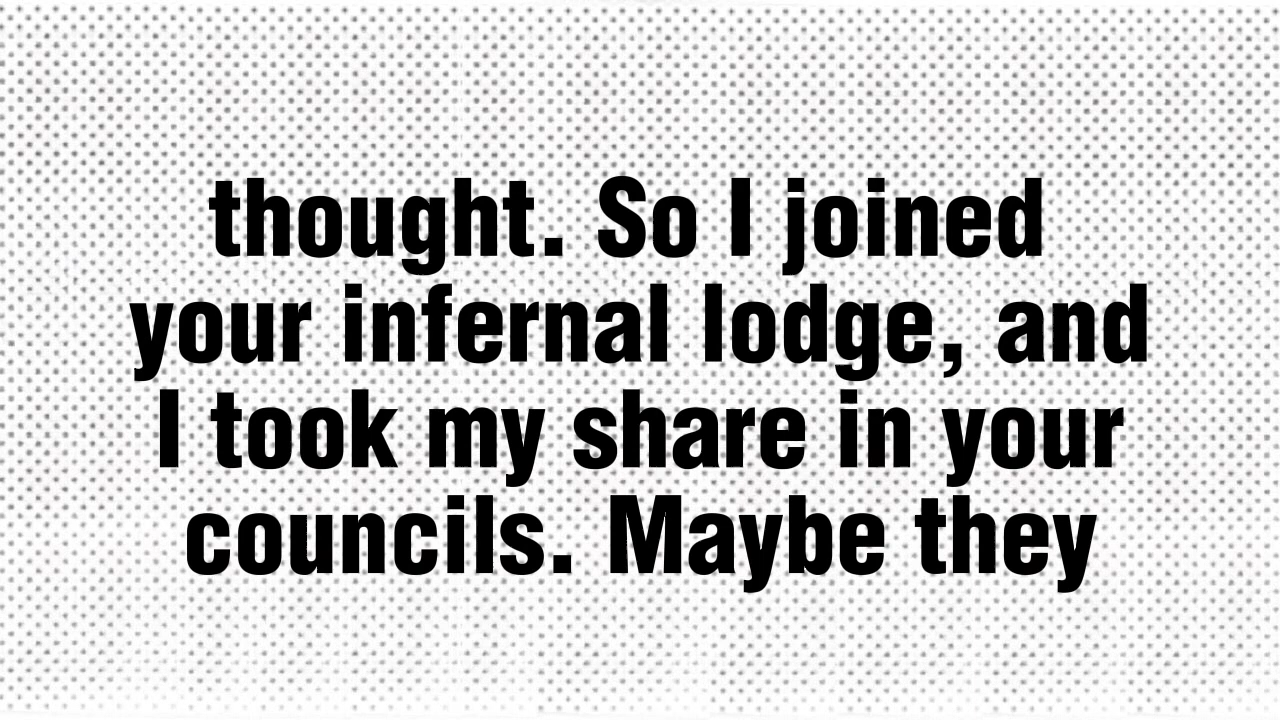 thought. So I joined
your infernal lodge, and
I took my share in your
councils. Maybe they